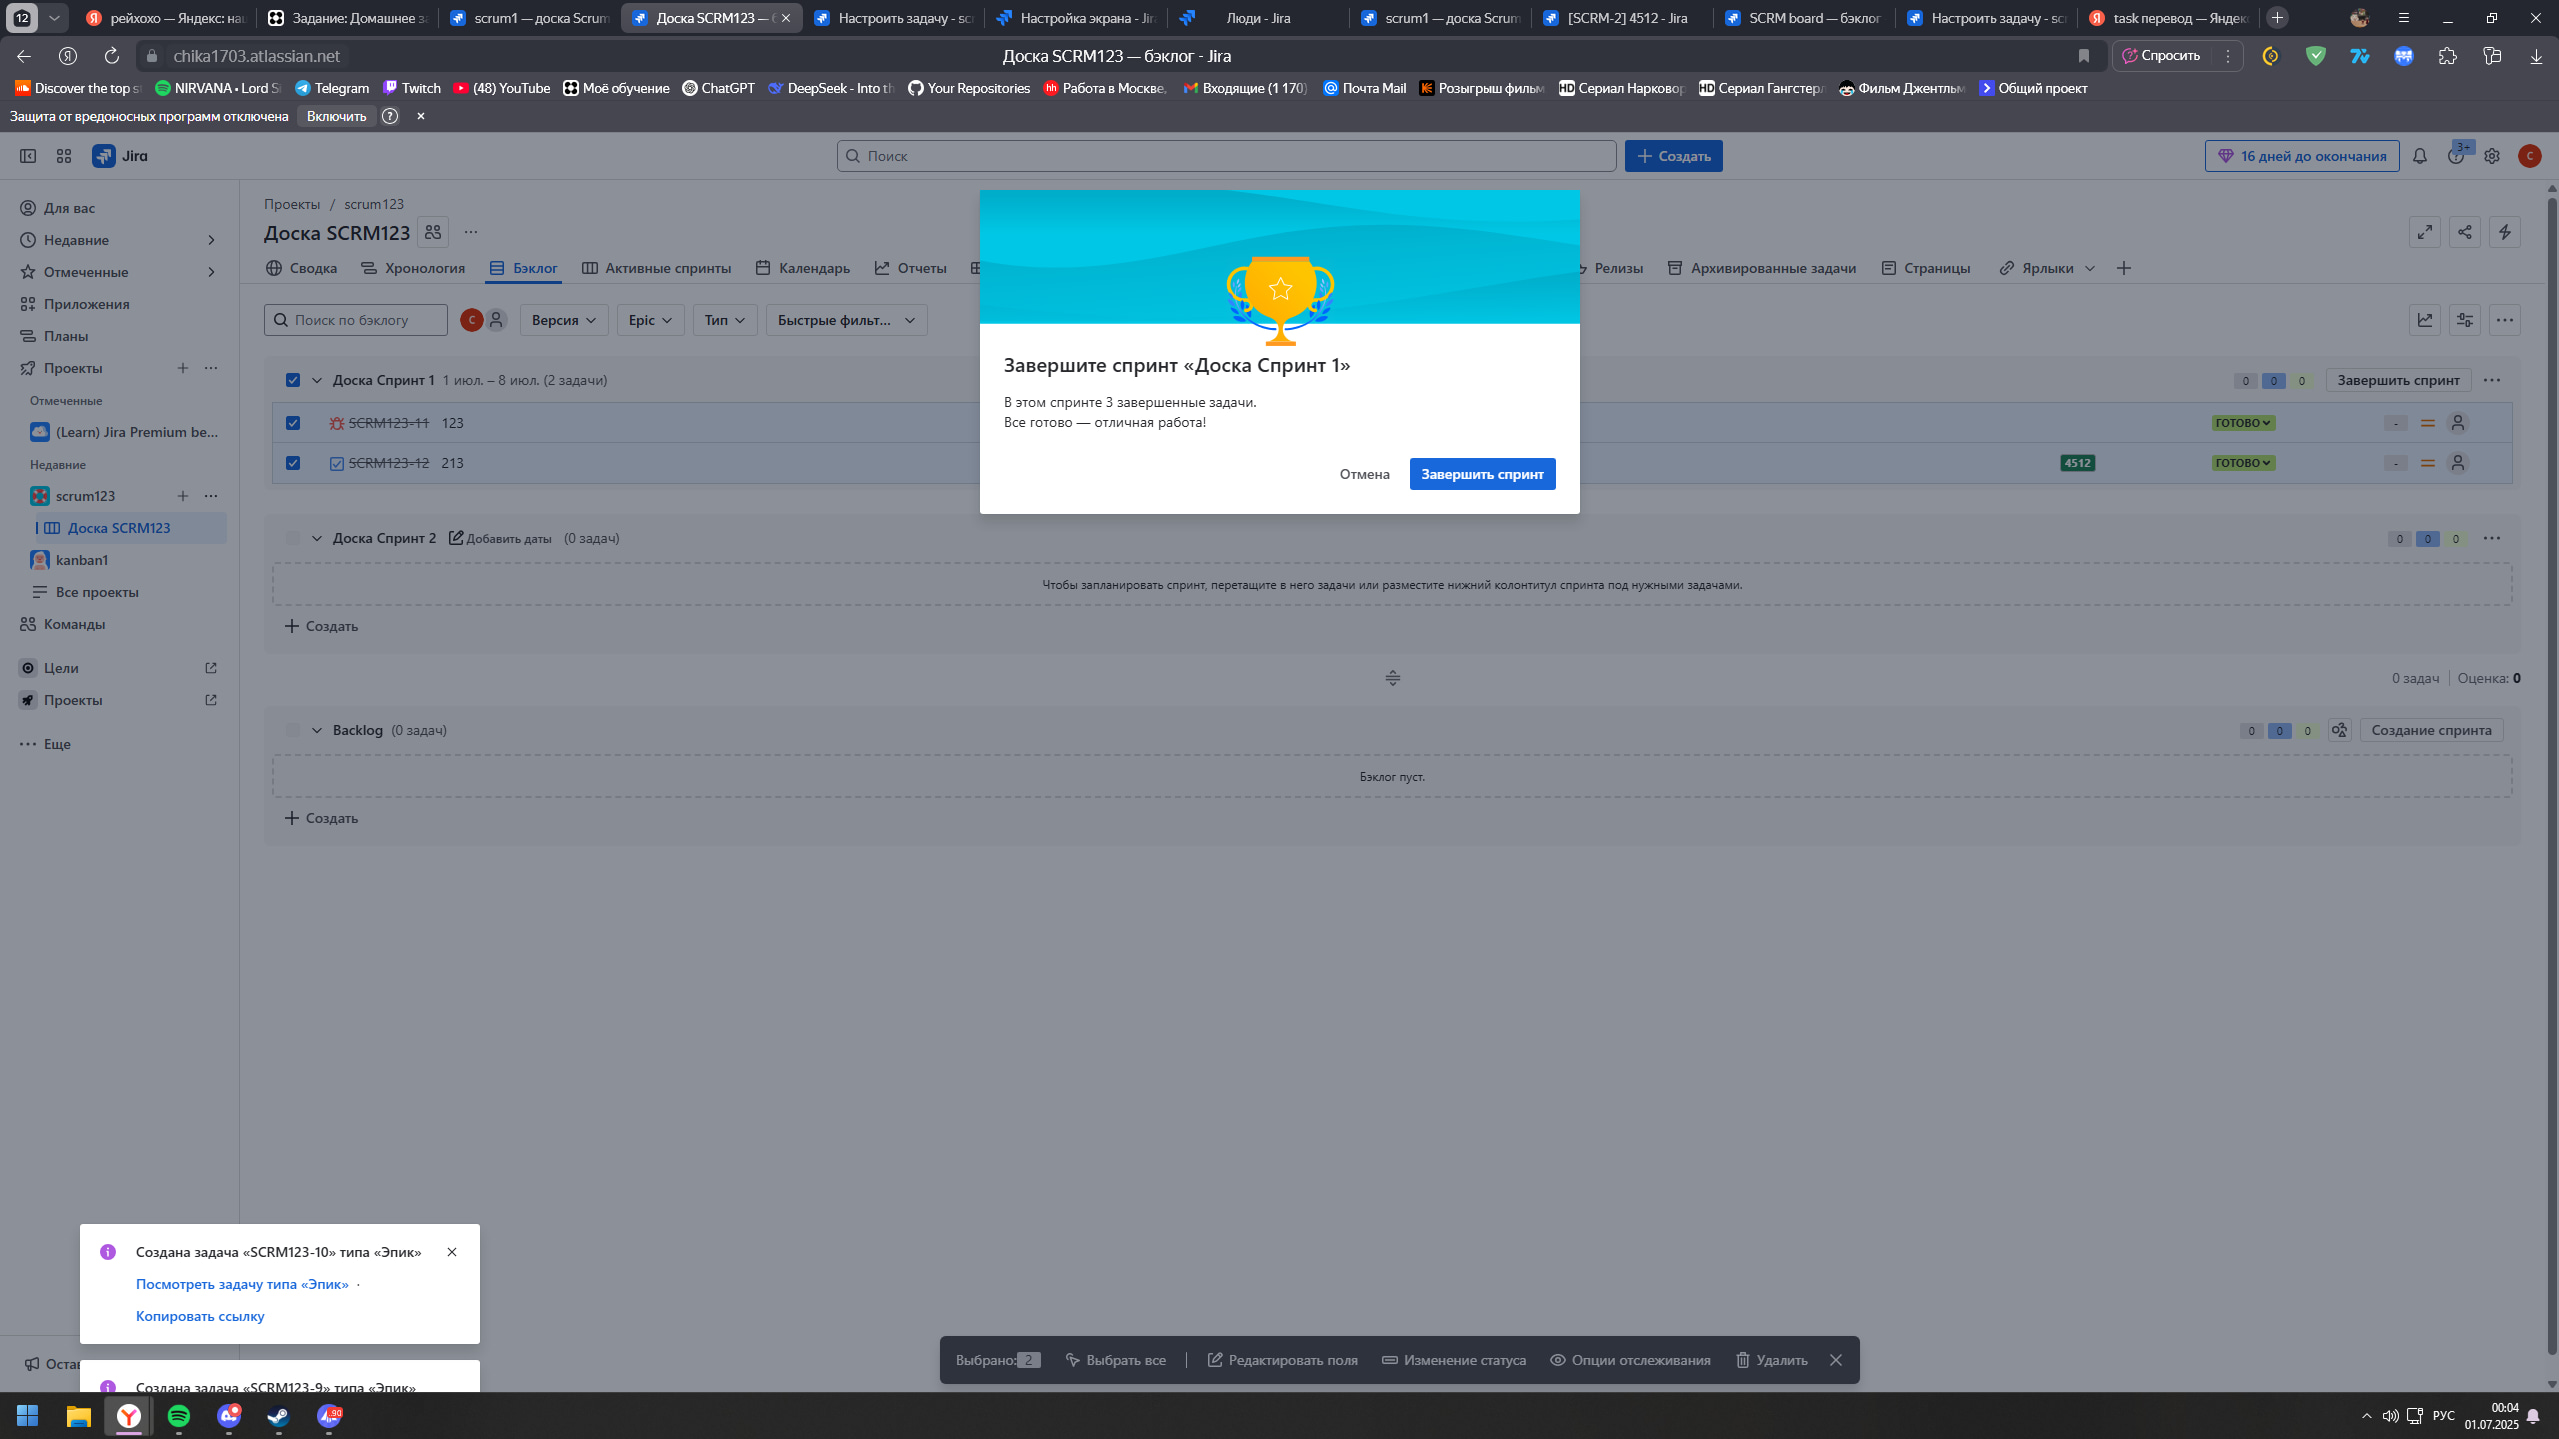 12
рейхохо — Яндекс: на
Задание: Домашнее за
scrum1 — доска Scrum
Доска SCRM123 — б
Настроить задачу - scr
Настройка экрана - Jir
Люди - Jira
scrum1 — доска Scrum
[SCRM-2] 4512 - Jira
SCRM board — бэклог
Настроить задачу - scr
task перевод — Яндек
chika1703.atlassian.net
Доска SCRM123 — бэклог - Jira
Спросить
Discover the top s
NIRVANA • Lord S
Telegram
Twitch
(48) YouTube
Моё обучение
ChatGPT
DeepSeek - Into th
Your Repositories
Работа в Москве,
Входящие (1 170)
Почта Mail
Розыгрыш фильм
Сериал Нарковор
Сериал Гангстер
Фильм Джентльм
Общий проект
Защита от вредоносных программ отключена
Включить
Jira
Поиск
Создать
16 дней до окончания
3+
C
Для вас
Недавние
Отмеченные
Приложения
Планы
Проекты
Отмеченные
(Learn) Jira Premium be...
Недавние
scrum123
Доска SCRM123
kanban1
Все проекты
Команды
Цели
Проекты
Еще
Проекты / scrum123
Доска SCRM123
Сводка
Хронология
Бэклог
Активные спринты
Календарь
Отчеты
Релизы
Архивированные задачи
Страницы
Ярлыки
Поиск по бэклогу
C
Версия
Epic
Тип
Быстрые фильт...
Доска Спринт 1 1 июл. – 8 июл. (2 задачи)
0 0 0 Завершить спринт
SCRM123-11 123
ГОТОВО -
SCRM123-12 213
4512 ГОТОВО -
Завершите спринт «Доска Спринт 1»
В этом спринте 3 завершенные задачи.
Все готово — отличная работа!
Отмена
Завершить спринт
Доска Спринт 2 Добавить даты (0 задач)
0 0 0
Чтобы запланировать спринт, перетащите в него задачи или разместите нижний колонтитул спринта под нужными задачами.
Создать
0 задач Оценка: 0
Backlog (0 задач)
0 0 0 Создание спринта
Бэклог пуст.
Создать
Создана задача «SCRM123-10» типа «Эпик»
Посмотреть задачу типа «Эпик» ·
Копировать ссылку
Оста
Создана задача «SCRM123-9» типа «Эпик»
Выбрано: 2
Выбрать все
Редактировать поля
Изменение статуса
Опции отслеживания
Удалить
90
РУС
00:04
01.07.2025